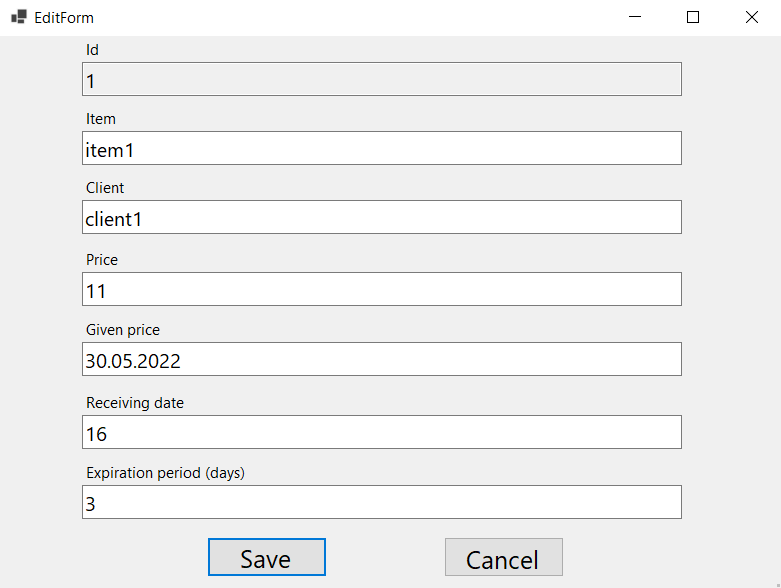 EditForm
Id
1
Item
item1
Client
client1
Price
11
Given price
30.05.2022
Receiving date
16
Expiration period (days)
3
Save Cancel